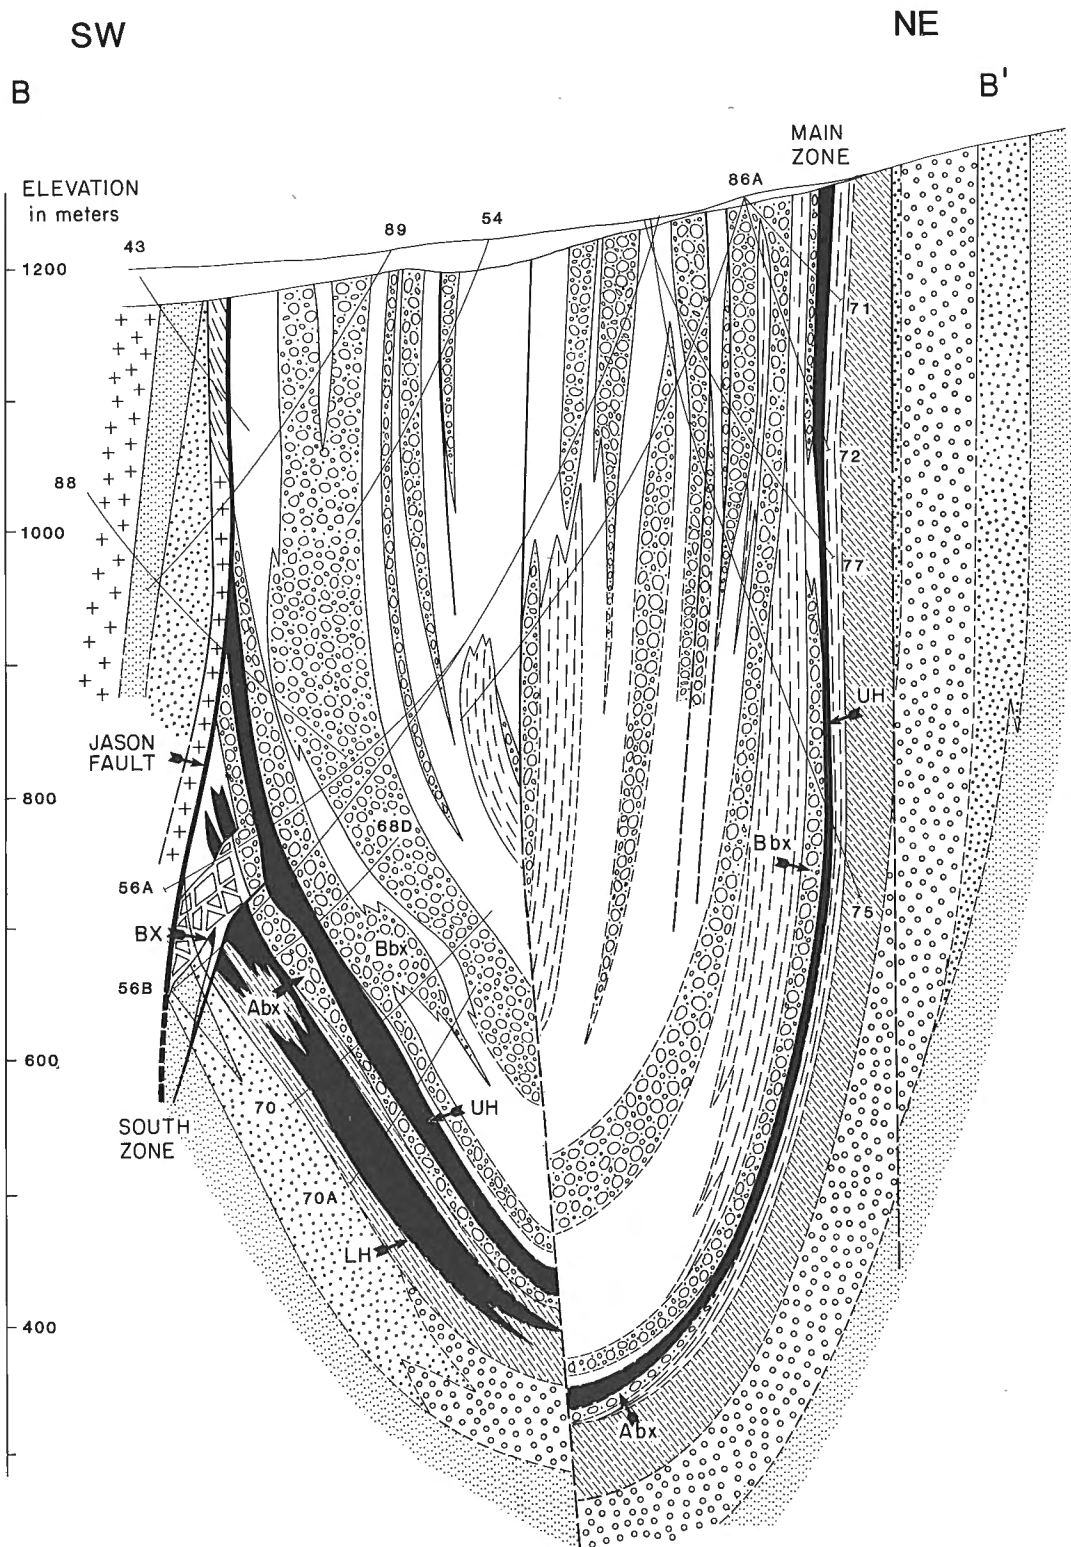 SW
NE
B
B'
MAIN
ZONE
ELEVATION
in meters
86A
43
89
54
1200
71
72
88
1000
77
UH
JASON
FAULT
800
68D
Bbx
56A
75
BX
Bbx
56B
Abx
600
70
UH
SOUTH
ZONE
70A
LH
400
Abx